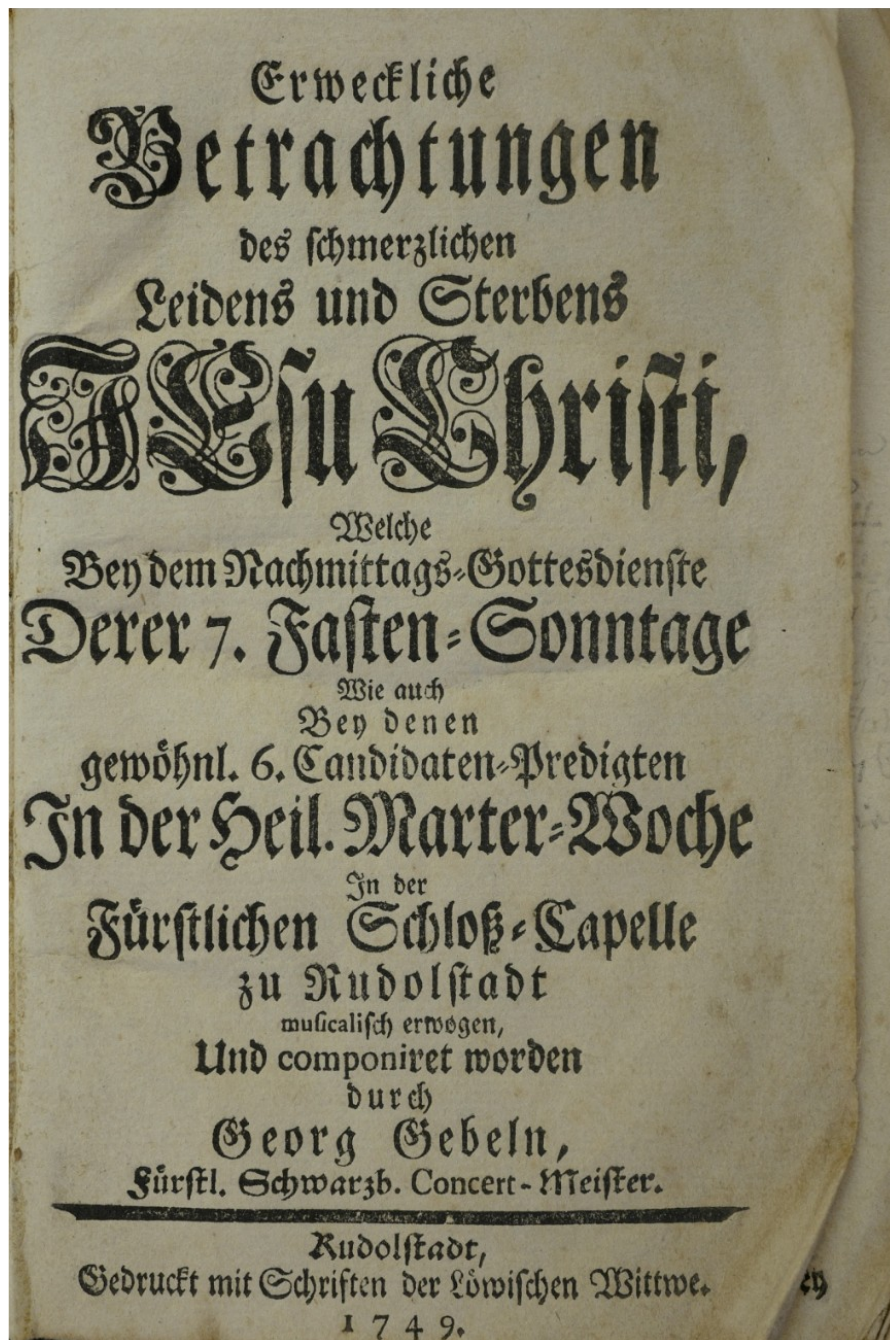 Erweckliche
Betrachtungen
des schmerzlichen
Leidens und Sterbens
JEsu Christi,
Welche
Bey dem Nachmittags-Gottesdienste
Derer 7. Fasten-Sonntage
Wie auch
Bey denen
gewöhnl. 6. Candidaten-Predigten
In der Heil. Marter-Woche
In der
Fürstlichen Schloß-Capelle
zu Rudolstadt
musicalisch erwogen,
Und componiret worden
durch
Georg Gebeln,
Fürstl. Schwarzb. Concert-Meister.
Rudolstadt,
Gedruckt mit Schriften der Löwischen Wittwe.
1749.